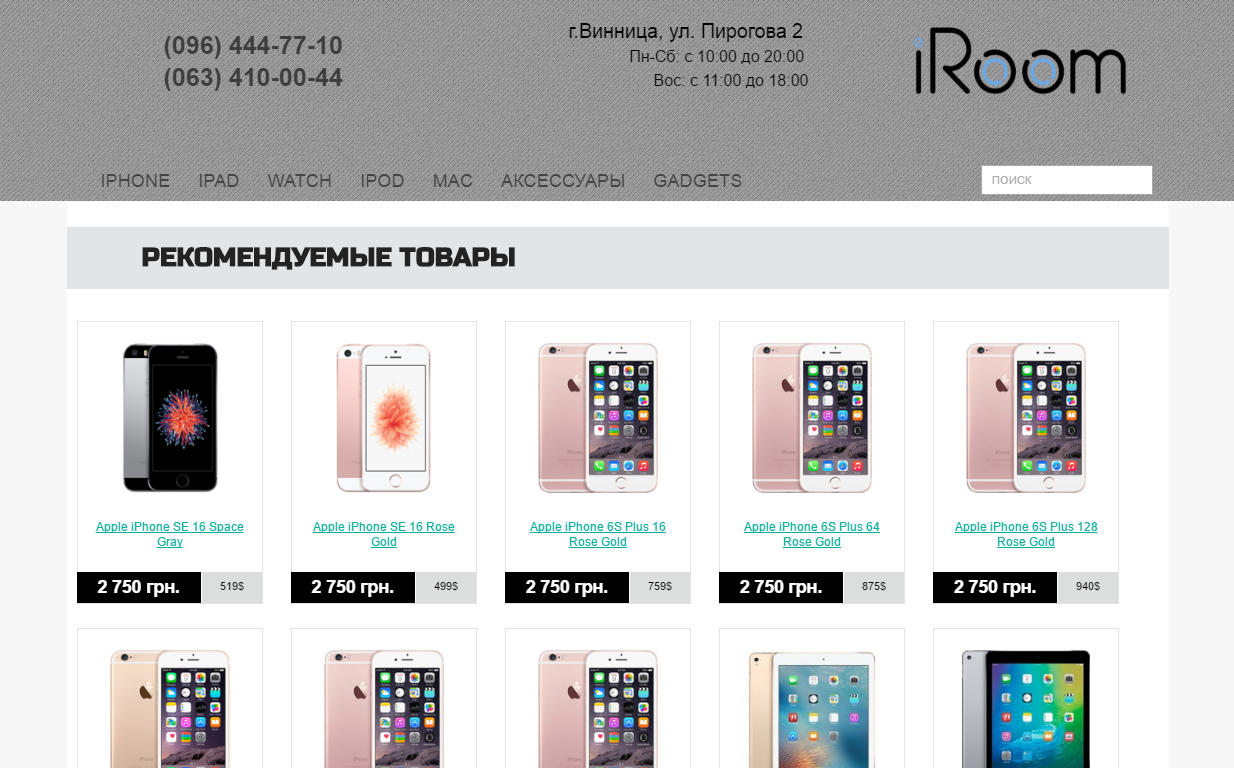 (096) 444-77-10
(063) 410-00-44
г.Винница, ул. Пирогова 2
Пн-Сб: с 10:00 до 20:00
Вос: с 11:00 до 18:00
iRoom
IPHONE IPAD WATCH IPOD MAC АКСЕССУАРЫ GADGETS
поиск
РЕКОМЕНДУЕМЫЕ ТОВАРЫ
Apple iPhone SE 16 Space
Gray
2 750 грн. 519$
Apple iPhone SE 16 Rose
Gold
2 750 грн. 499$
Apple iPhone 6S Plus 16
Rose Gold
2 750 грн. 759$
Apple iPhone 6S Plus 64
Rose Gold
2 750 грн. 875$
Apple iPhone 6S Plus 128
Rose Gold
2 750 грн. 940$